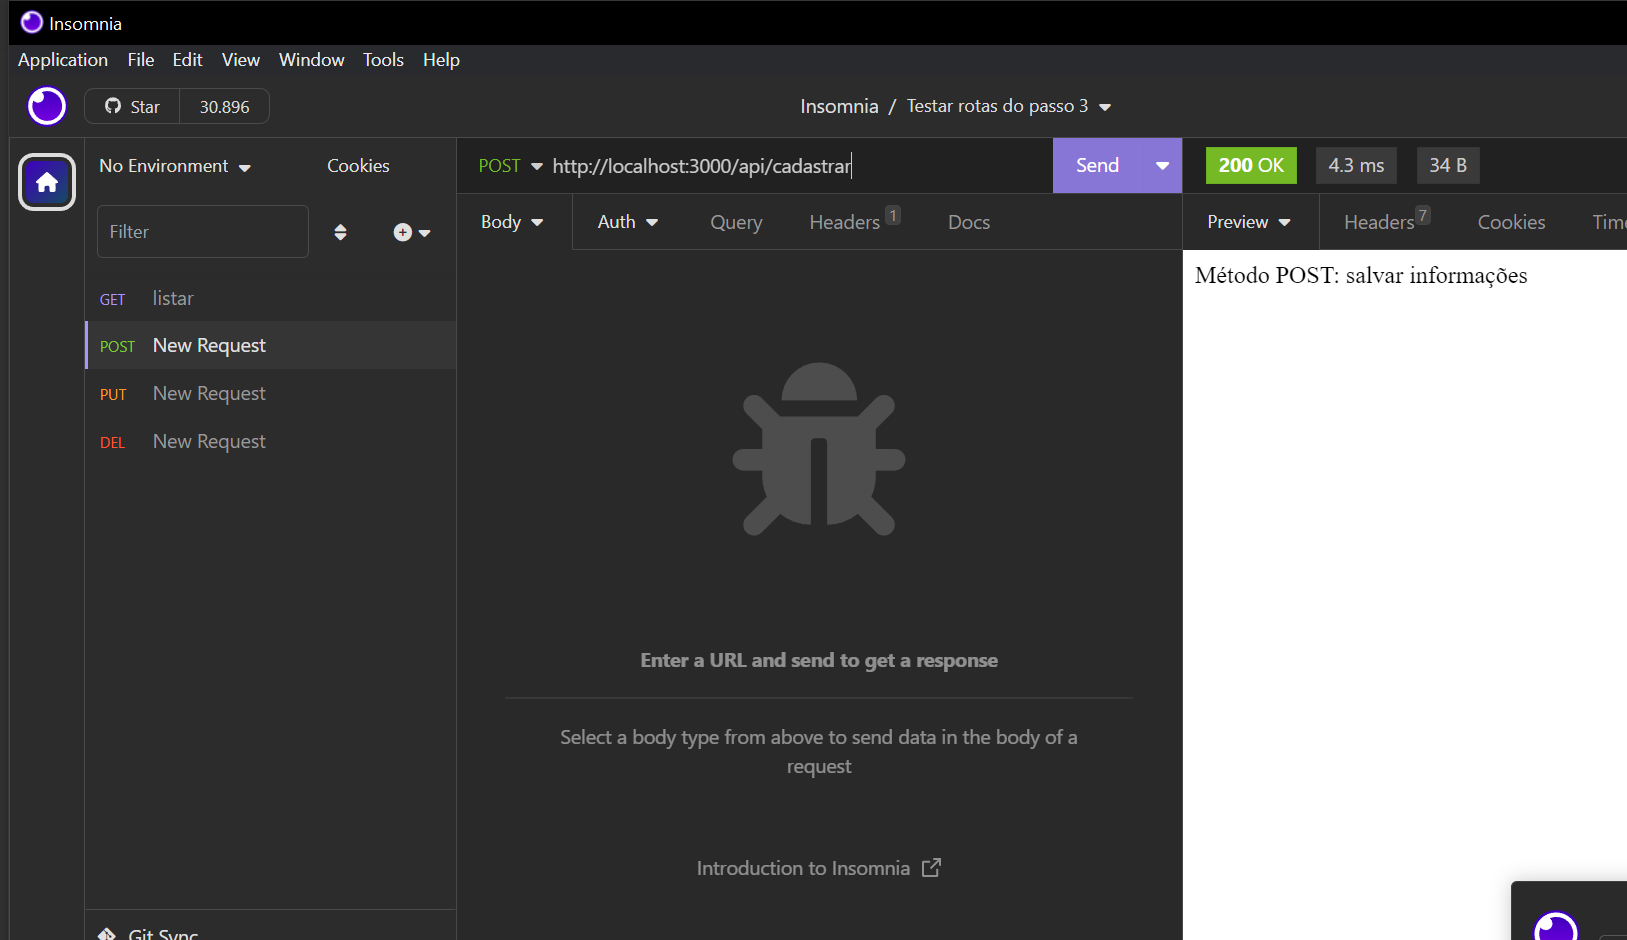 Insomnia
Application File Edit View Window Tools Help
Star 30.896
Insomnia / Testar rotas do passo 3
No Environment Cookies
Filter
GET listar
POST New Request
PUT New Request
DEL New Request
Git Sync
POST http://localhost:3000/api/cadastrar Send
Body Auth Query Headers 1 Docs
Enter a URL and send to get a response
Select a body type from above to send data in the body of a
request
Introduction to Insomnia
200 OK 4.3 ms 34 B
Preview Headers 7 Cookies Tim
Método POST: salvar informações